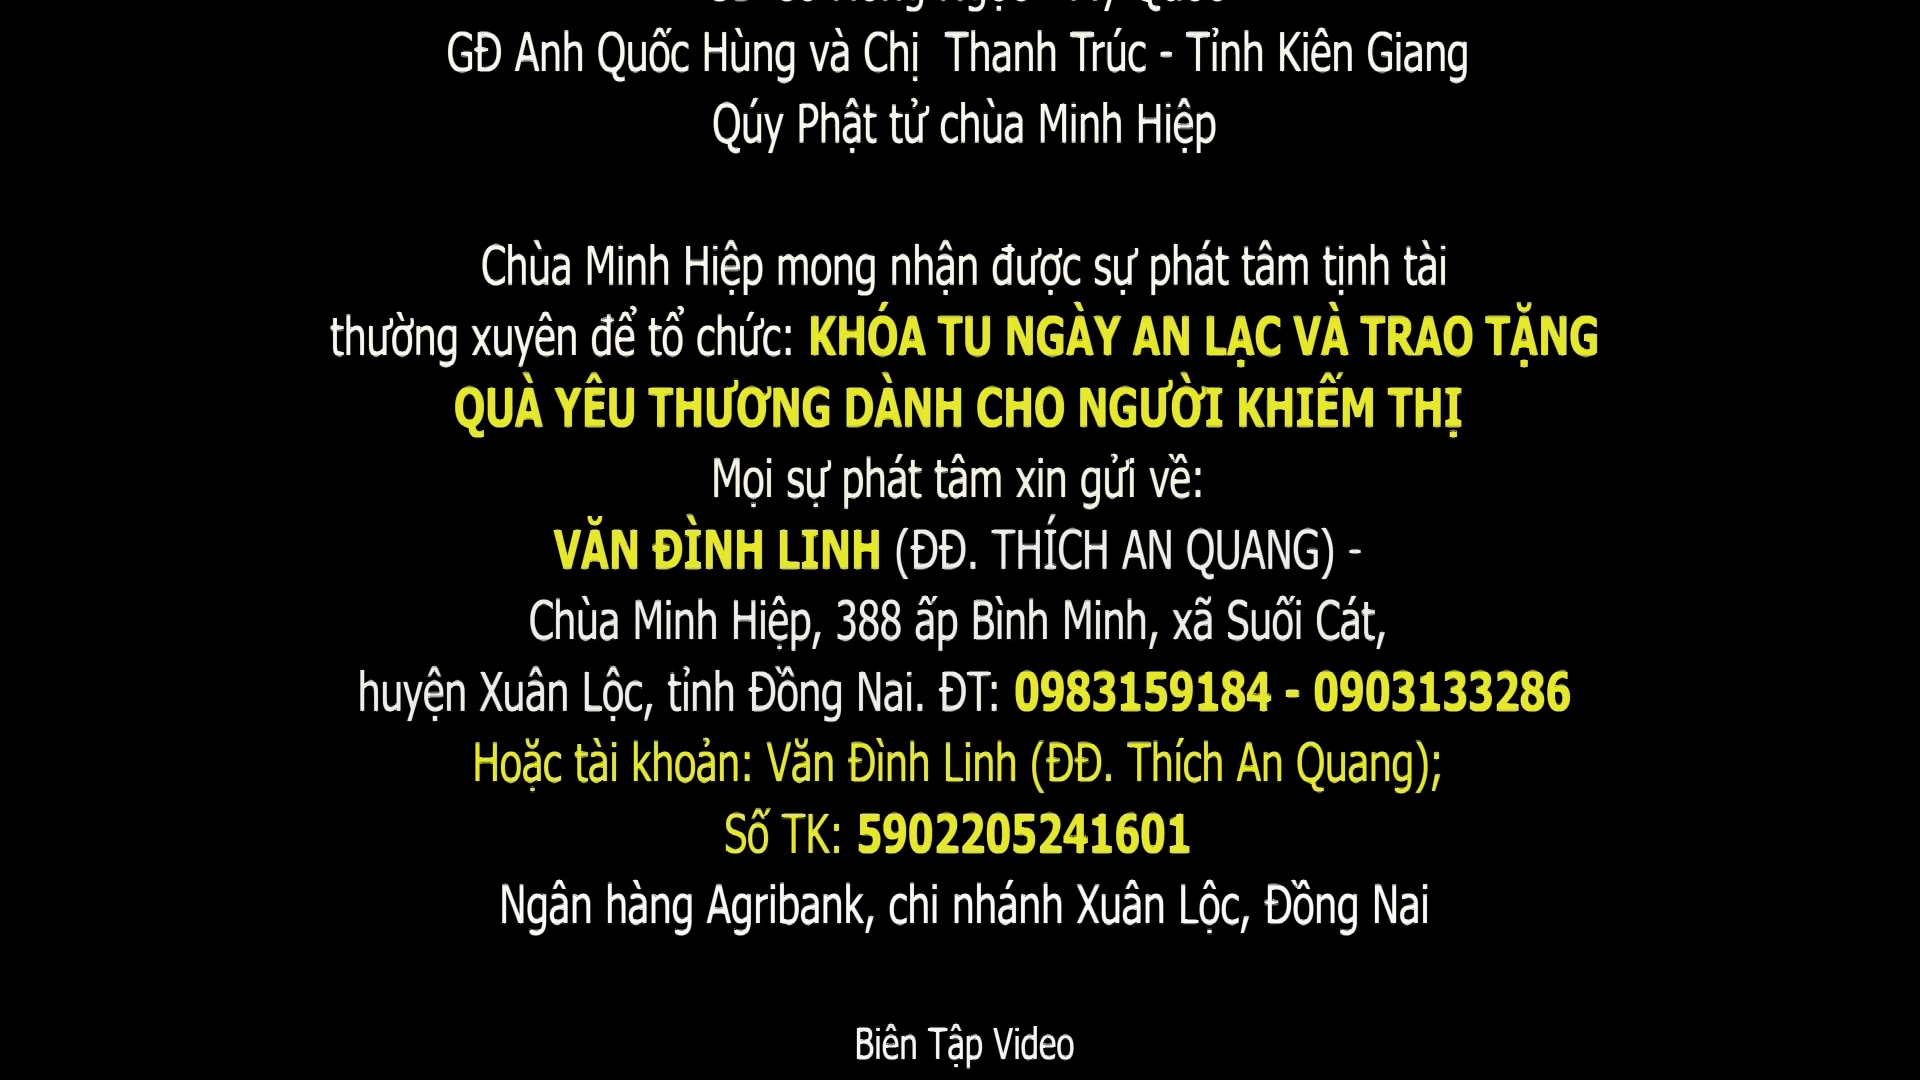 GĐ Anh Quốc Hùng và Chị  Thanh Trúc - Tỉnh Kiên Giang
Qúy Phật tử chùa Minh Hiệp
Chùa Minh Hiệp mong nhận được sự phát tâm tịnh tài
thường xuyên để tổ chức: KHÓA TU NGÀY AN LẠC VÀ TRAO TẶNG
QUÀ YÊU THƯƠNG DÀNH CHO NGƯỜI KHIẾM THỊ
Mọi sự phát tâm xin gửi về:
VĂN ĐÌNH LINH (ĐĐ. THÍCH AN QUANG) -
Chùa Minh Hiệp, 388 ấp Bình Minh, xã Suối Cát,
huyện Xuân Lộc, tỉnh Đồng Nai. ĐT: 0983159184 - 0903133286
Hoặc tài khoản: Văn Đình Linh (ĐĐ. Thích An Quang);
Số TK: 5902205241601
Ngân hàng Agribank, chi nhánh Xuân Lộc, Đồng Nai
Biên Tập Video